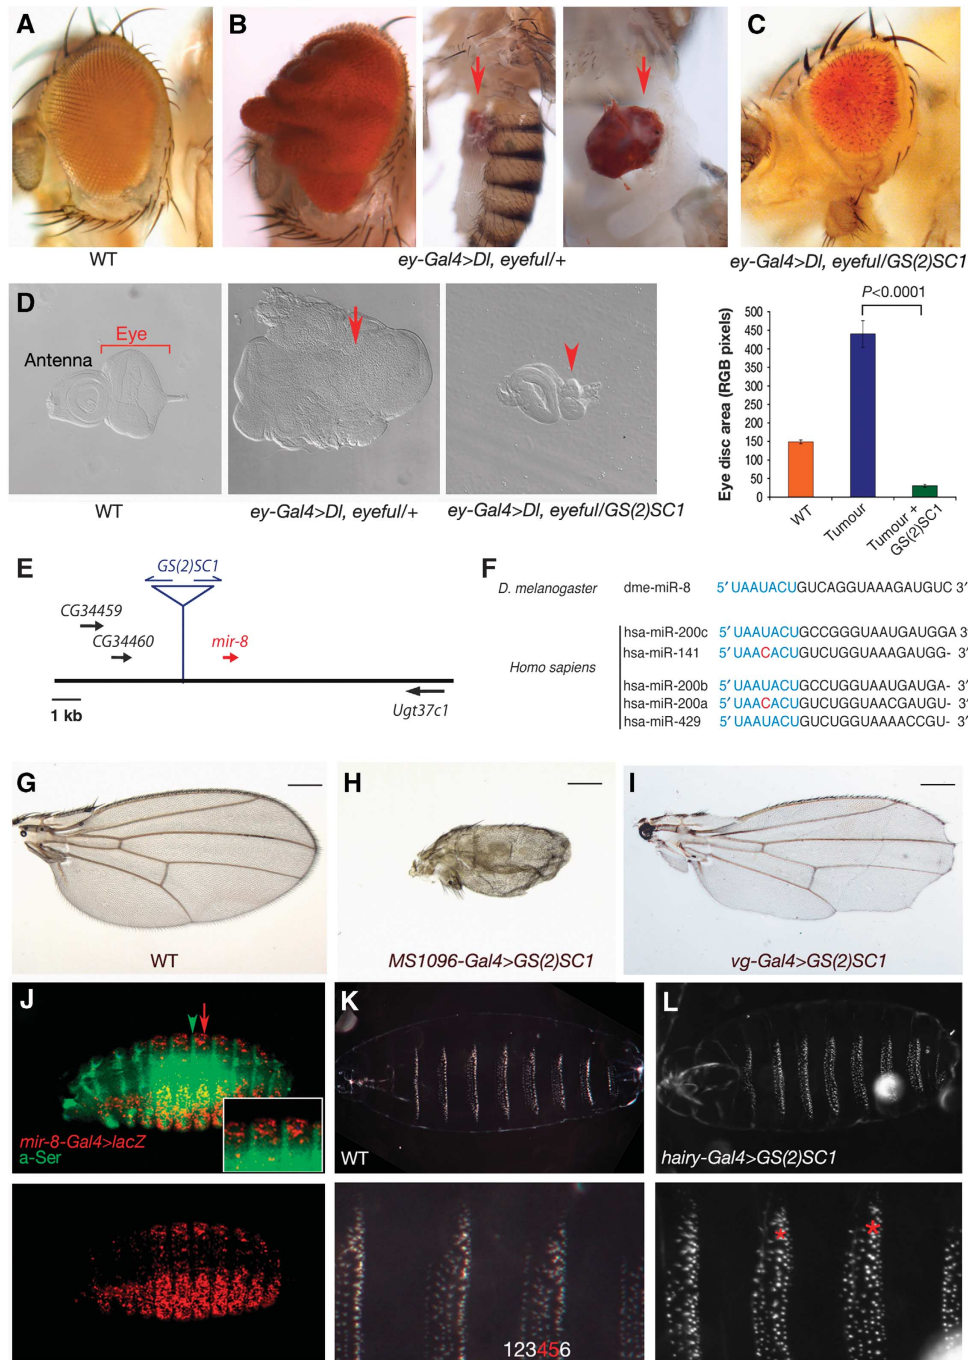 A
B
C
WT
ey-Gal4>Dl, eyeful/+
ey-Gal4>Dl, eyeful/GS(2)SC1
D
Antenna
Eye
WT
ey-Gal4>Dl, eyeful/+
ey-Gal4>Dl, eyeful/GS(2)SC1
P<0.0001
Eye disc area (RGB pixels)
500
450
400
350
300
250
200
150
100
50
0
WT
Tumour
Tumour +
GS(2)SC1
E
GS(2)SC1
CG34459
CG34460
mir-8
1 kb
Ugt37c1
F
D. melanogaster dme-miR-8 5′ UAAUACUGUCAGGUAAAGAUGUC 3′
Homo sapiens
hsa-miR-200c 5′ UAAUACUGCCGGGUAAUGAUGGA 3′
hsa-miR-141 5′ UAACACUGUCUGGUAAAGAUGG- 3′
hsa-miR-200b 5′ UAAUACUGCCUGGUAAUGAUGA- 3′
hsa-miR-200a 5′ UAACACUGUCUGGUAACGAUGU- 3′
hsa-miR-429 5′ UAAUACUGUCUGGUAAAACCGU- 3′
G
WT
H
MS1096-Gal4>GS(2)SC1
I
vg-Gal4>GS(2)SC1
J
mir-8-Gal4>lacZ
a-Ser
K
WT
L
hairy-Gal4>GS(2)SC1
123456
*
*